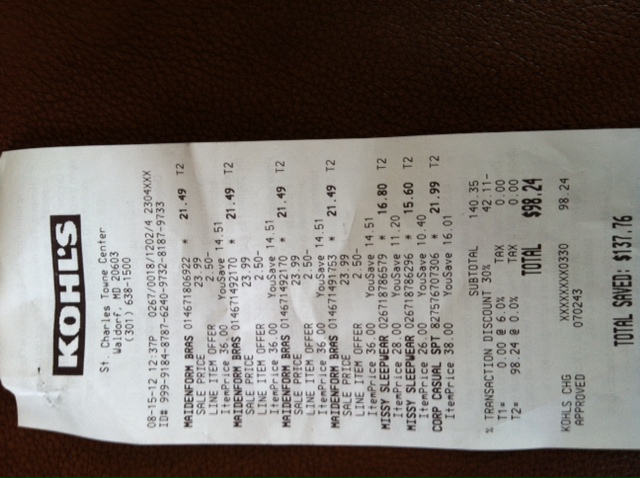 KOHL'S
St. Charles Towne Center
Waldorf, MD 20603
(301) 638-1500
08-15-12 12:37P 0267/0018/1202/4 2304XXX
ID# 999-9184-8787-6240-9732-8187-9733
MAIDENFORM BRAS 014671806922 * 21.49 T2
SALE PRICE 23.99
LINE ITEM OFFER 2.50-
ItemPrice 36.00 YouSave 14.51
MAIDENFORM BRAS 014671492170 * 21.49 T2
SALE PRICE 23.99
LINE ITEM OFFER 2.50-
ItemPrice 36.00 YouSave 14.51
MAIDENFORM BRAS 014671492170 * 21.49 T2
SALE PRICE 23.99
LINE ITEM OFFER 2.50-
ItemPrice 36.00 YouSave 14.51
MAIDENFORM BRAS 014671491753 * 21.49 T2
SALE PRICE 23.99
LINE ITEM OFFER 2.50-
ItemPrice 36.00 YouSave 14.51
MISSY SLEEPWEAR 026718786579 * 16.80 T2
ItemPrice 28.00 YouSave 11.20
MISSY SLEEPWEAR 026718786296 * 15.60 T2
ItemPrice 26.00 YouSave 10.40
CORP CASUAL SPT 827576707306 * 21.99 T2
ItemPrice 38.00 YouSave 16.01
SUBTOTAL 140.35
% TRANSACTION DISCOUNT 30% 42.11-
T1= 0.00 @ 6.0% TAX 0.00
T2= 98.24 @ 0.0% TAX 0.00
TOTAL $98.24
KOHLS CHG XXXXXXXX0330 98.24
APPROVED 070243
TOTAL SAVED: $137.76